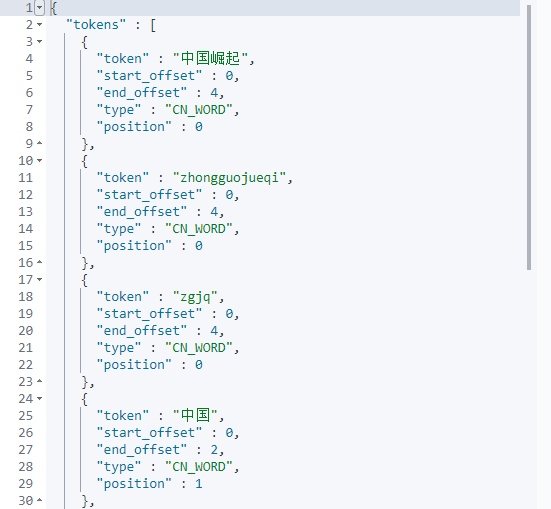 1 {
2 "tokens" : [
3 {
4 "token" : "中国崛起",
5 "start_offset" : 0,
6 "end_offset" : 4,
7 "type" : "CN_WORD",
8 "position" : 0
9 },
10 {
11 "token" : "zhongguojueqi",
12 "start_offset" : 0,
13 "end_offset" : 4,
14 "type" : "CN_WORD",
15 "position" : 0
16 },
17 {
18 "token" : "zgjq",
19 "start_offset" : 0,
20 "end_offset" : 4,
21 "type" : "CN_WORD",
22 "position" : 0
23 },
24 {
25 "token" : "中国",
26 "start_offset" : 0,
27 "end_offset" : 2,
28 "type" : "CN_WORD",
29 "position" : 1
30 },